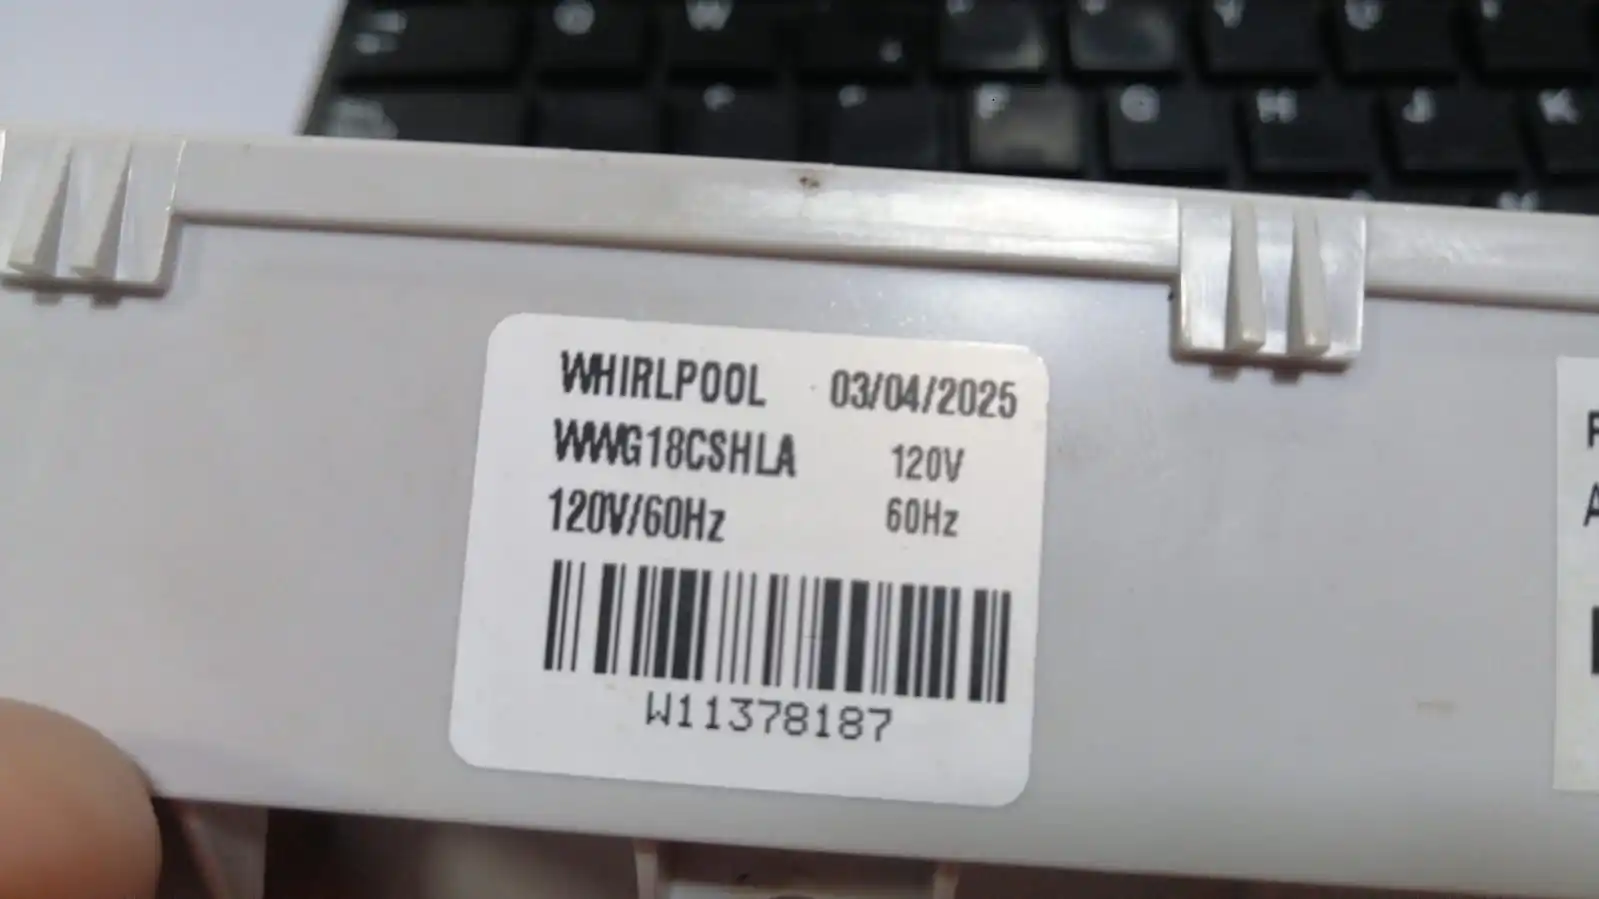 WHIRLPOOL 03/04/2025
WWG18CSHLA 120V
120V/60Hz 60Hz
W11378187
W
G H J K